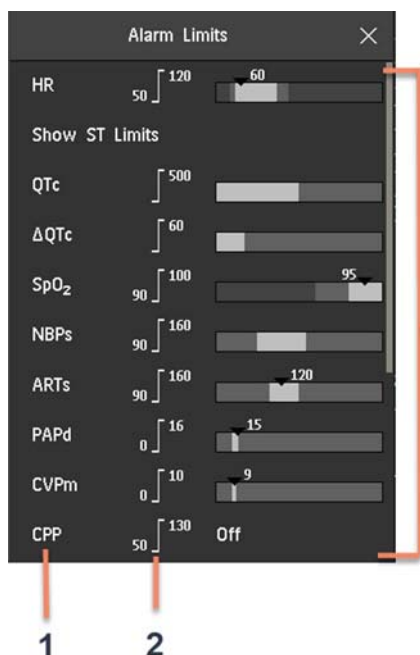 Alarm Limits
HR 50 120 60
Show ST Limits
QTc 500
ΔQTc 60
SpO₂ 90 100 95
NBPs 90 160
ARTs 90 160 120
PAPd 0 16 15
CVPm 0 10 9
CPP 50 130 Off
1 2